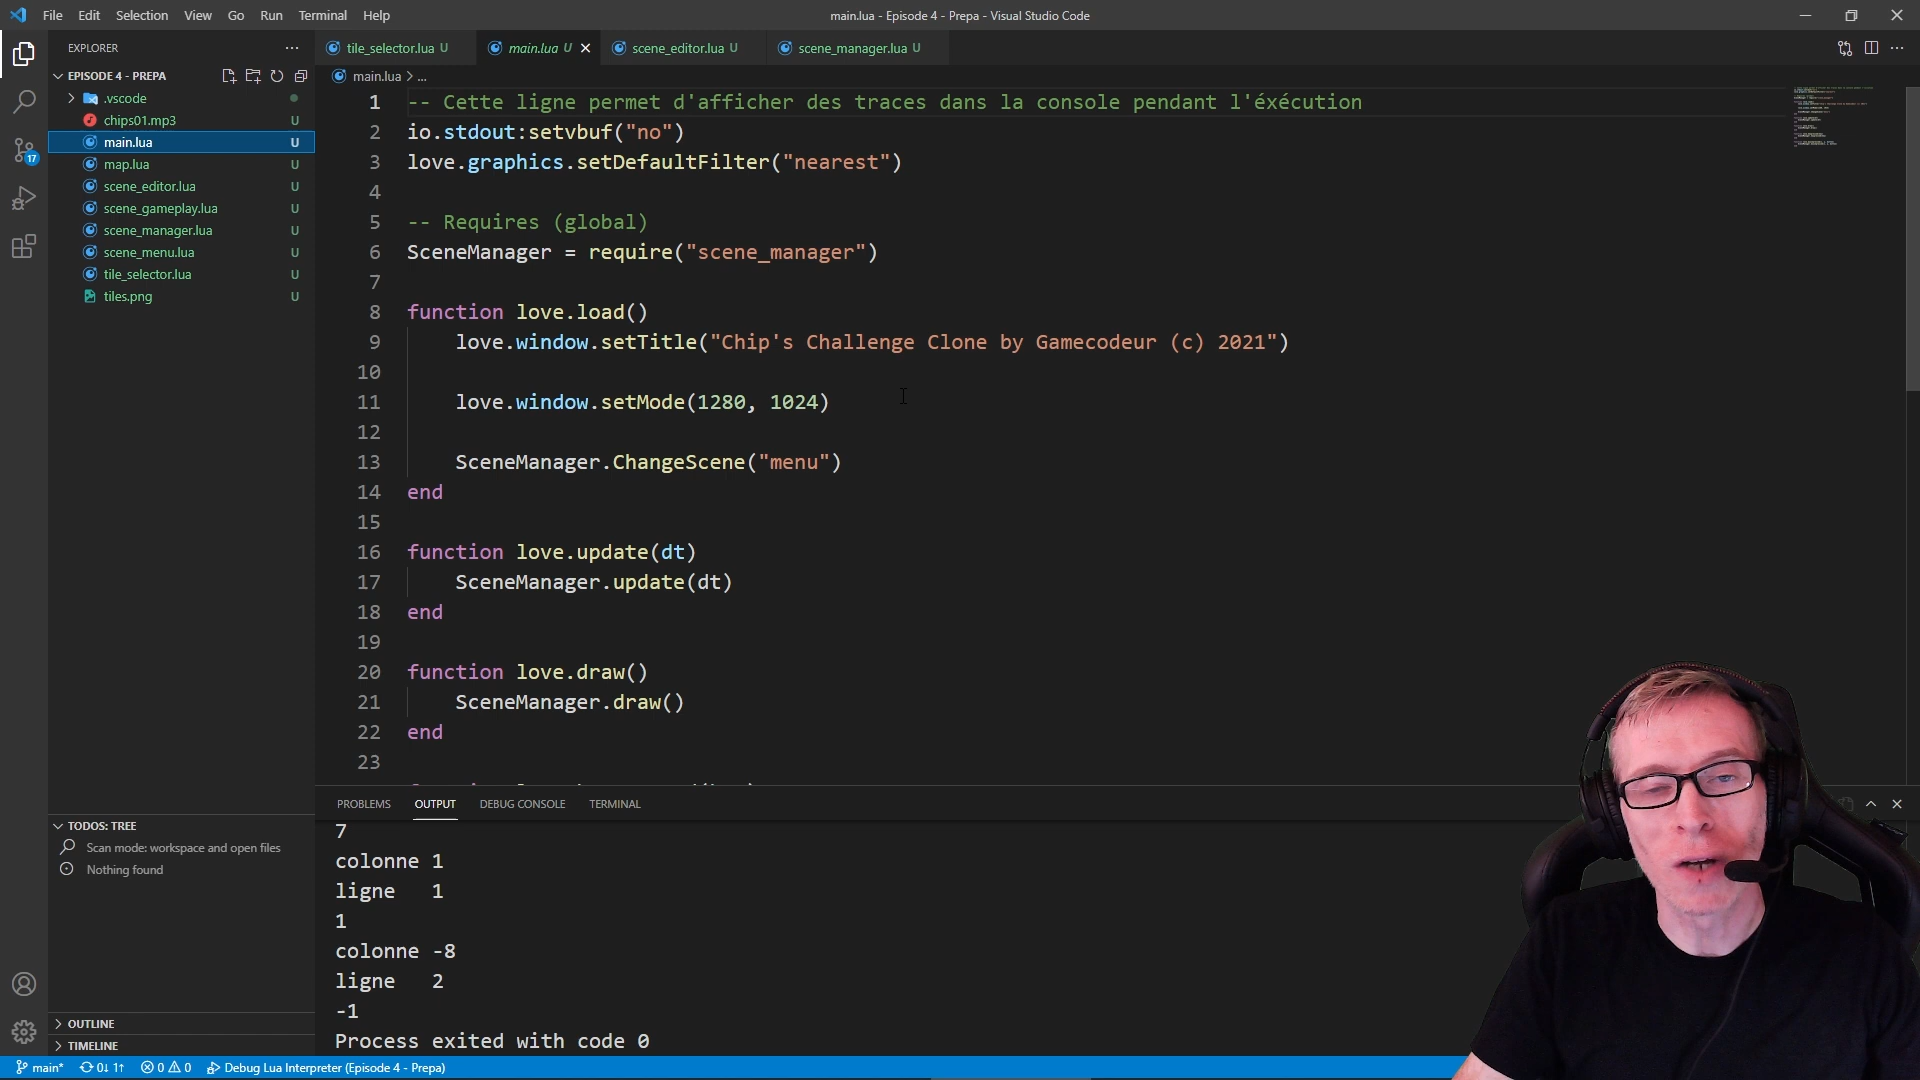 File Edit Selection View Go Run Terminal Help
main.lua - Episode 4 - Prepa - Visual Studio Code
EXPLORER
EPISODE 4 - PREPA
.vscode
chips01.mp3 U
main.lua U
map.lua U
scene_editor.lua U
scene_gameplay.lua U
scene_manager.lua U
scene_menu.lua U
tile_selector.lua U
tiles.png U
17
TODOS: TREE
Scan mode: workspace and open files
Nothing found
OUTLINE
TIMELINE
tile_selector.lua U main.lua U scene_editor.lua U scene_manager.lua U
main.lua > ...
1 -- Cette ligne permet d'afficher des traces dans la console pendant l'éxécution
2 io.stdout:setvbuf("no")
3 love.graphics.setDefaultFilter("nearest")
4
5 -- Requires (global)
6 SceneManager = require("scene_manager")
7
8 function love.load()
9 love.window.setTitle("Chip's Challenge Clone by Gamecodeur (c) 2021")
10
11 love.window.setMode(1280, 1024)
12
13 SceneManager.ChangeScene("menu")
14 end
15
16 function love.update(dt)
17 SceneManager.update(dt)
18 end
19
20 function love.draw()
21 SceneManager.draw()
22 end
23
PROBLEMS OUTPUT DEBUG CONSOLE TERMINAL
7
colonne 1
ligne 1
1
colonne -8
ligne 2
-1
Process exited with code 0
main* 0↓ 1↑ 0 0 Debug Lua Interpreter (Episode 4 - Prepa)